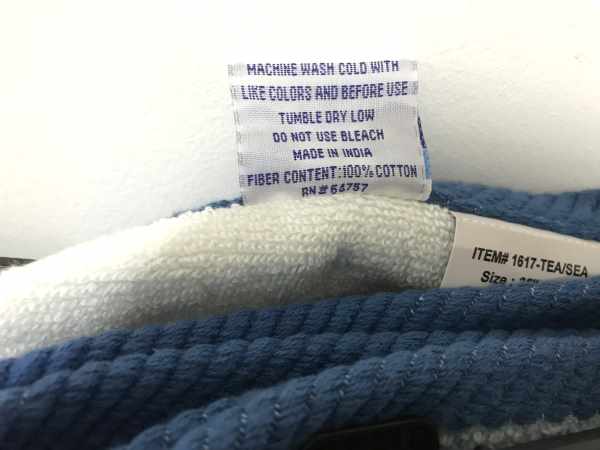 MACHINE WASH COLD WITH
LIKE COLORS AND BEFORE USE
TUMBLE DRY LOW
DO NOT USE BLEACH
MADE IN INDIA
FIBER CONTENT:100% COTTON
RN# 64757
ITEM# 1617-TEA/SEA
Size :